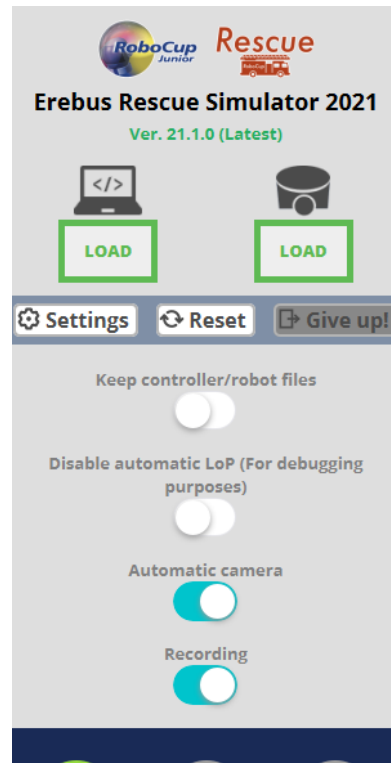 RoboCup
Junior
Rescue
RoboCup
Erebus Rescue Simulator 2021
Ver. 21.1.0 (Latest)
</>
LOAD
LOAD
Settings
Reset
Give up!
Keep controller/robot files
Disable automatic LoP (For debugging
purposes)
Automatic camera
Recording